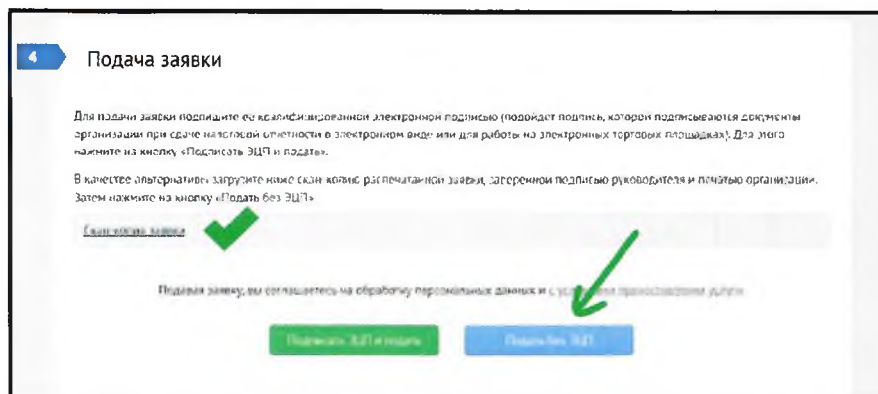 4
Подача заявки
Для подачи заявки подпишите ее квалифицированной электронной подписью (подойдет подпись, которой подписываются документы
организации при сдаче налоговой отчетности в электронном виде или для работы на электронных торговых площадках). Для этого
нажмите на кнопку «Подписать ЭЦП и подать».
В качестве альтернативы загрузите ниже скан-копию распечатанной заявки, заверенной подписью руководителя и печатью организации.
Затем нажмите на кнопку «Подать без ЭЦП»
Скан-копия заявки
Подавая заявку, вы соглашаетесь на обработку персональных данных и с условиями предоставления услуги
Подписать ЭЦП и подать
Подать без ЭЦП